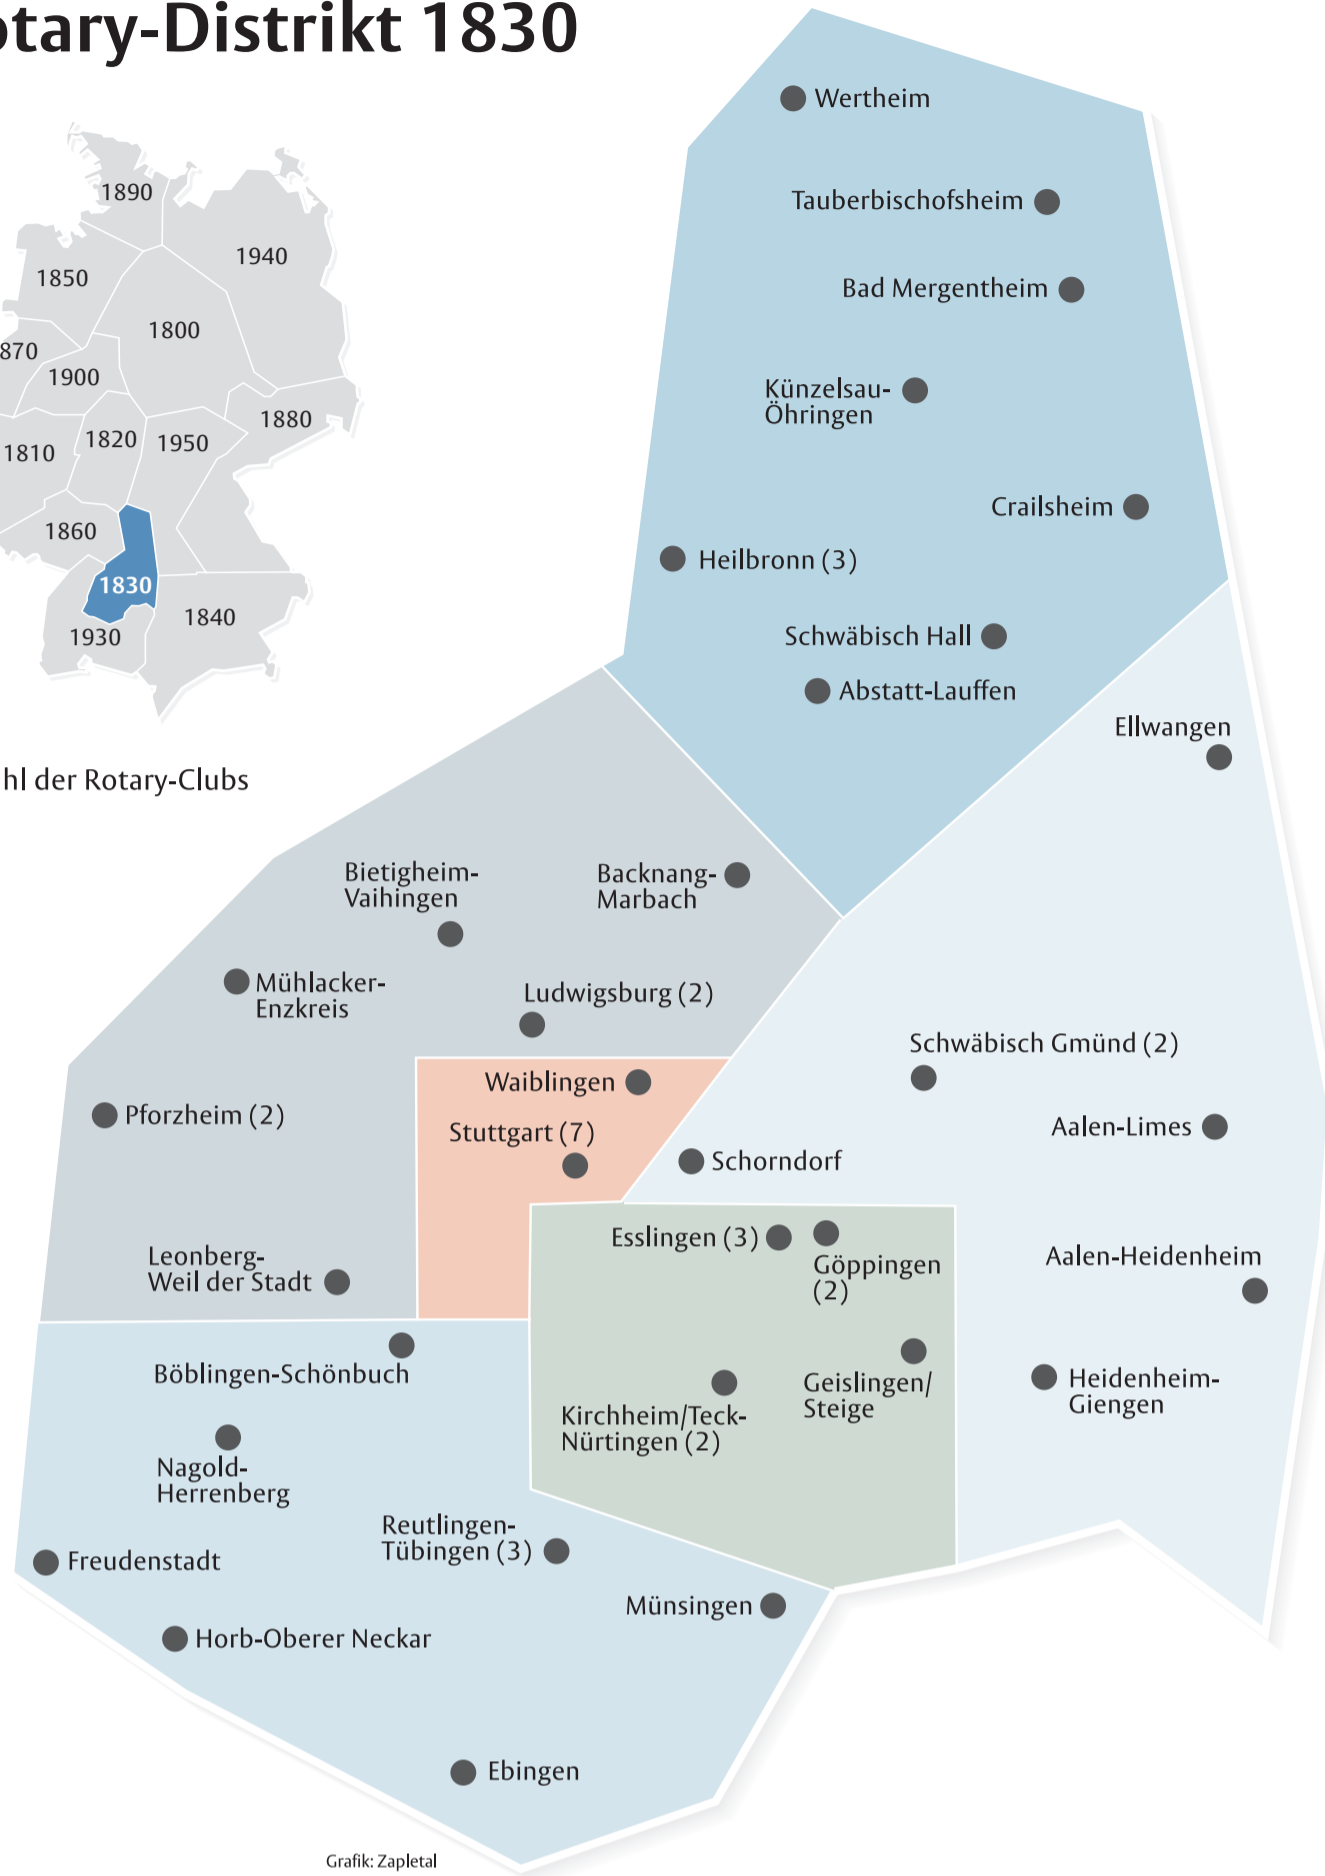 otary-Distrikt 1830
1890
1940
1850
1800
870
1900
1880
1820
1950
1810
1860
1830
1840
1930
hl der Rotary-Clubs
Wertheim
Tauberbischofsheim
Bad Mergentheim
Künzelsau-
Öhringen
Crailsheim
Heilbronn (3)
Schwäbisch Hall
Abstatt-Lauffen
Ellwangen
Bietigheim-
Vaihingen
Backnang-
Marbach
Mühlacker-
Enzkreis
Ludwigsburg (2)
Schwäbisch Gmünd (2)
Waiblingen
Pforzheim (2)
Aalen-Limes
Stuttgart (7)
Schorndorf
Esslingen (3)
Göppingen
(2)
Leonberg-
Weil der Stadt
Aalen-Heidenheim
Böblingen-Schönbuch
Geislingen/
Steige
Heidenheim-
Giengen
Kirchheim/Teck-
Nürtingen (2)
Nagold-
Herrenberg
Reutlingen-
Tübingen (3)
Freudenstadt
Münsingen
Horb-Oberer Neckar
Ebingen
Grafik: Zapletal